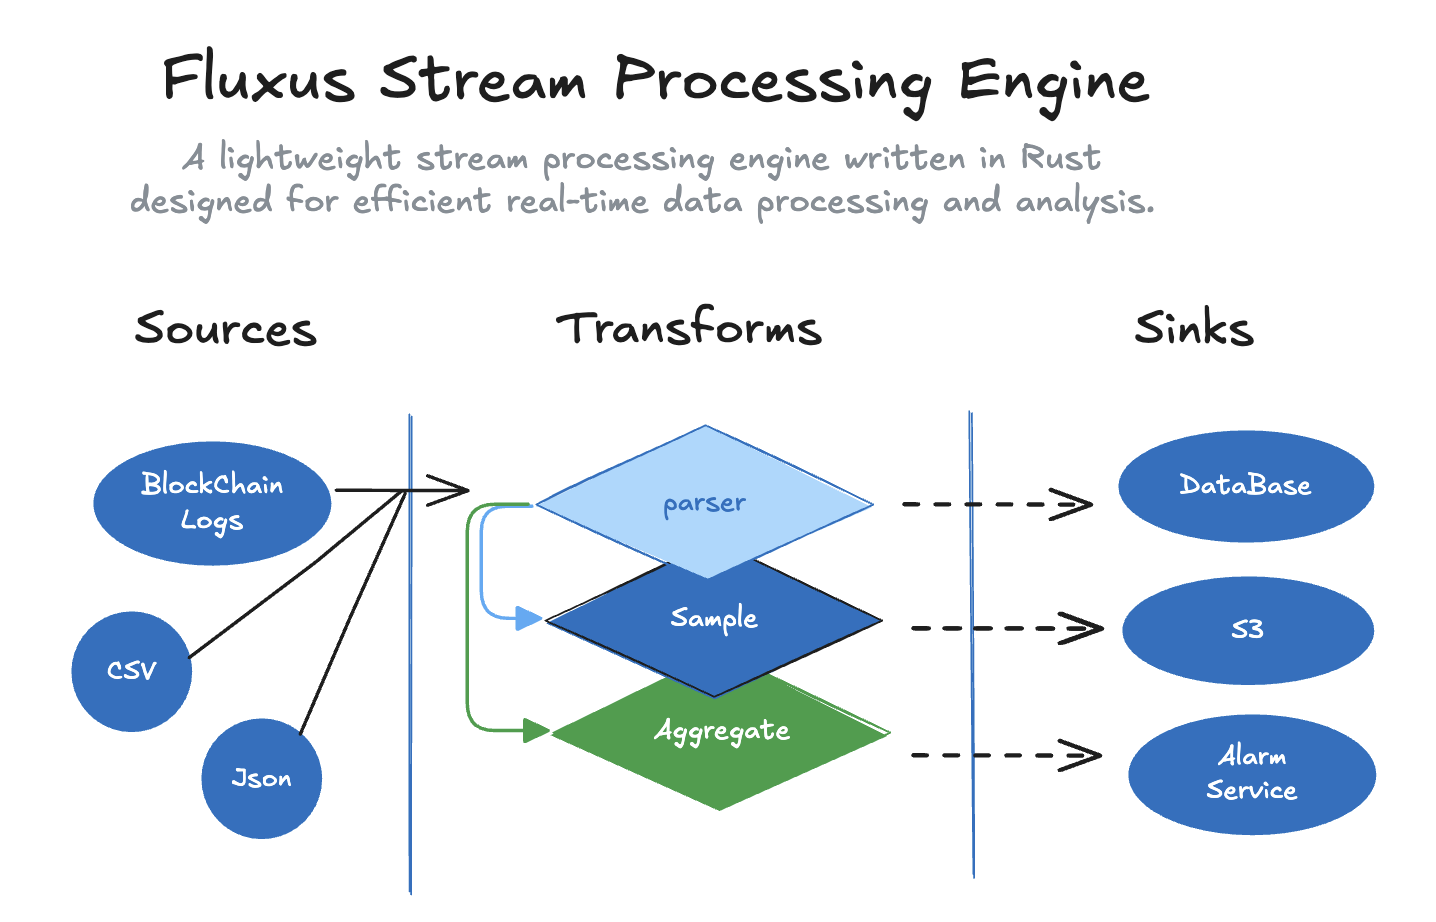 Fluxus Stream Processing Engine
A lightweight stream processing engine written in Rust
designed for efficient real-time data processing and analysis.
Sources
Transforms
Sinks
BlockChain
Logs
CSV
Json
parser
Sample
Aggregate
DataBase
S3
Alarm
Service